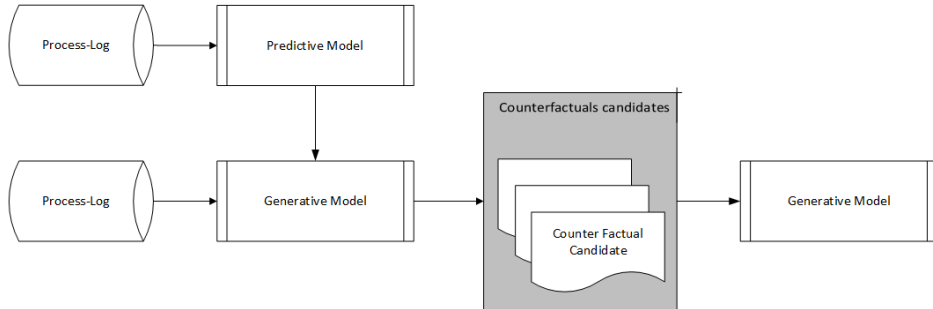 Process-Log
Predictive Model
Counterfactuals candidates
Process-Log
Generative Model
Counter Factual
Candidate
Generative Model